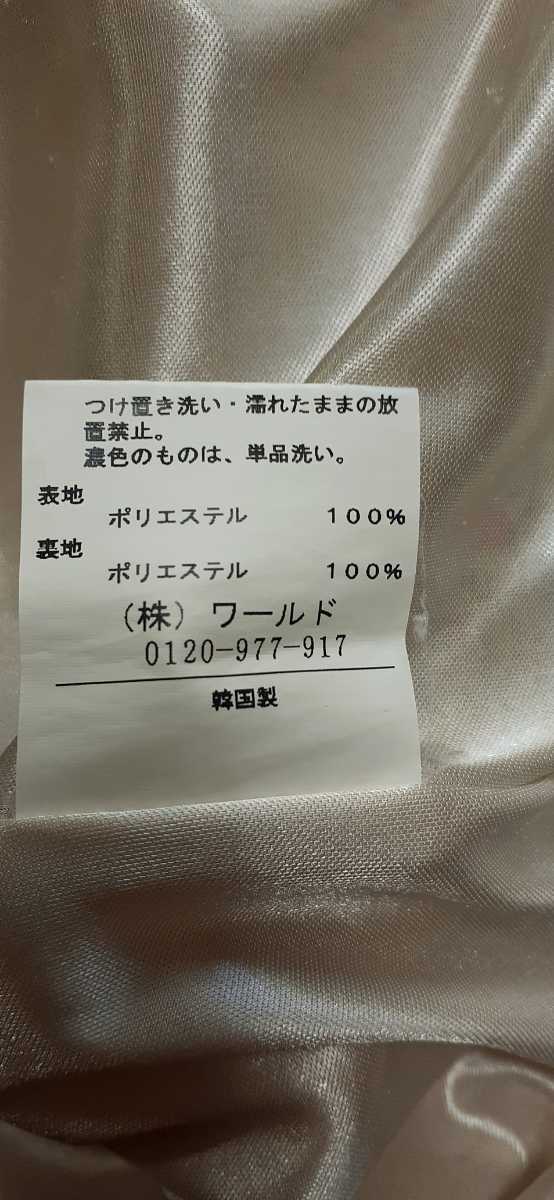 つけ置き洗い・濡れたままの放
置禁止。
濃色のものは、単品洗い。
表地
ポリエステル 100%
裏地
ポリエステル 100%
(株) ワールド
0120-977-917
韓国製